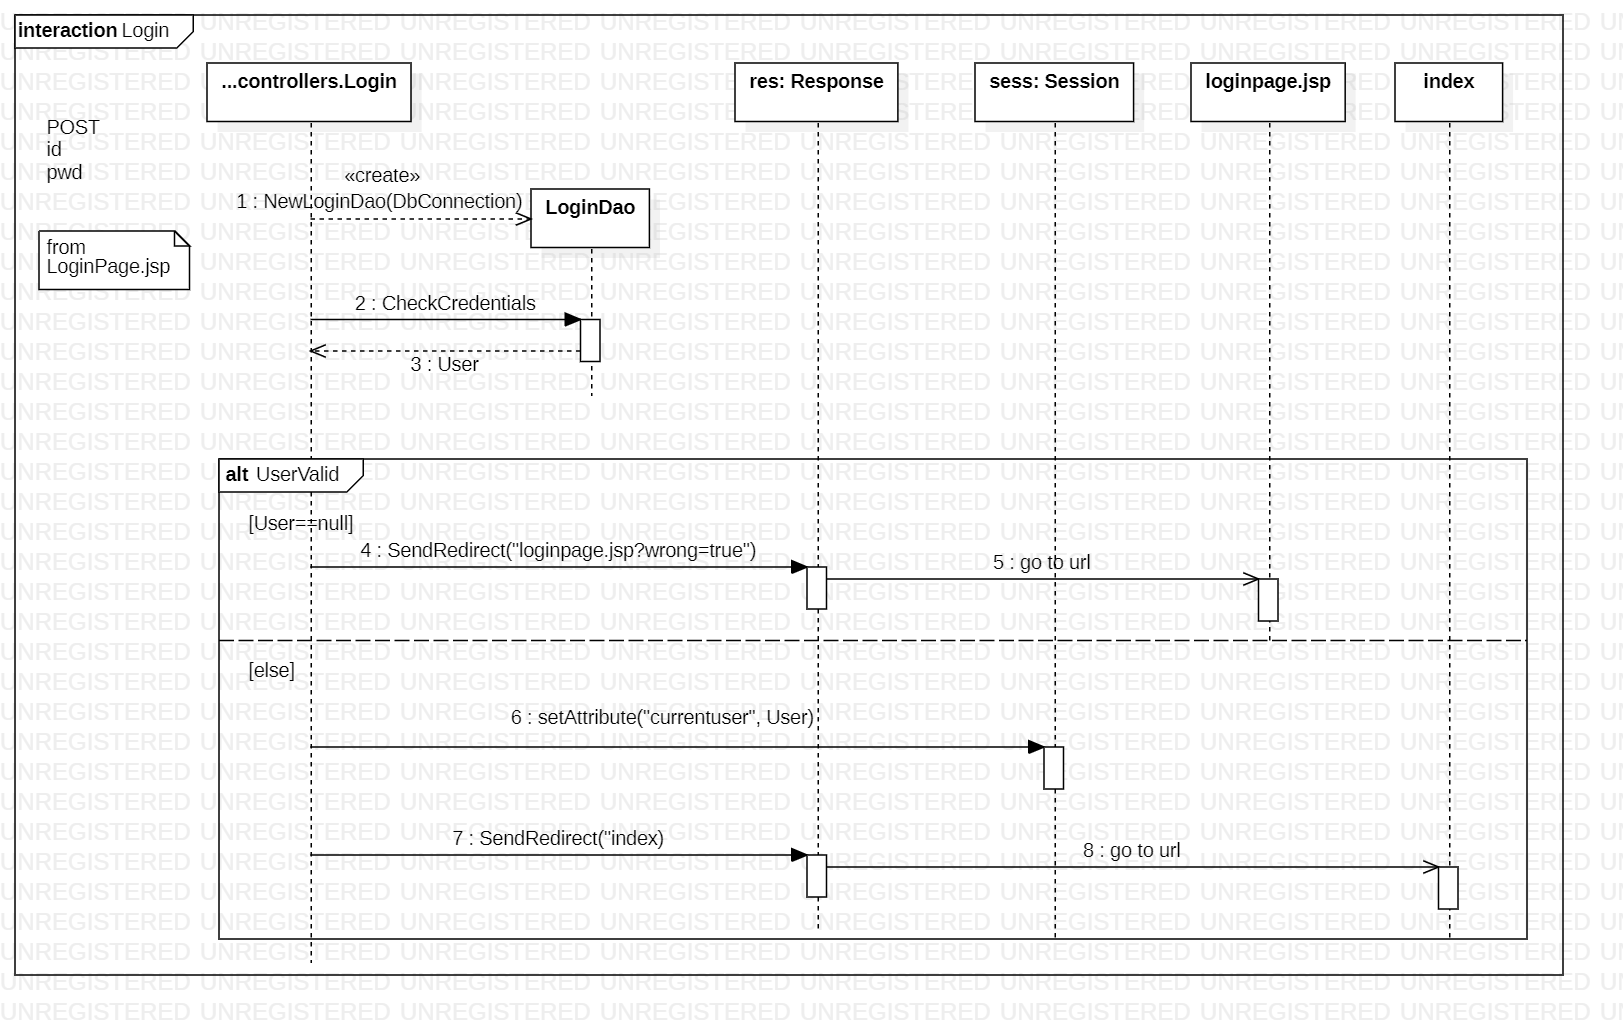 interaction Login
...controllers.Login
res: Response
sess: Session
loginpage.jsp
index
POST
id
pwd
«create»
1 : NewLoginDao(DbConnection)
LoginDao
from
LoginPage.jsp
2 : CheckCredentials
3 : User
alt UserValid
[User==null]
4 : SendRedirect("loginpage.jsp?wrong=true")
5 : go to url
[else]
6 : setAttribute("currentuser", User)
7 : SendRedirect("index)
8 : go to url
UNREGISTERED